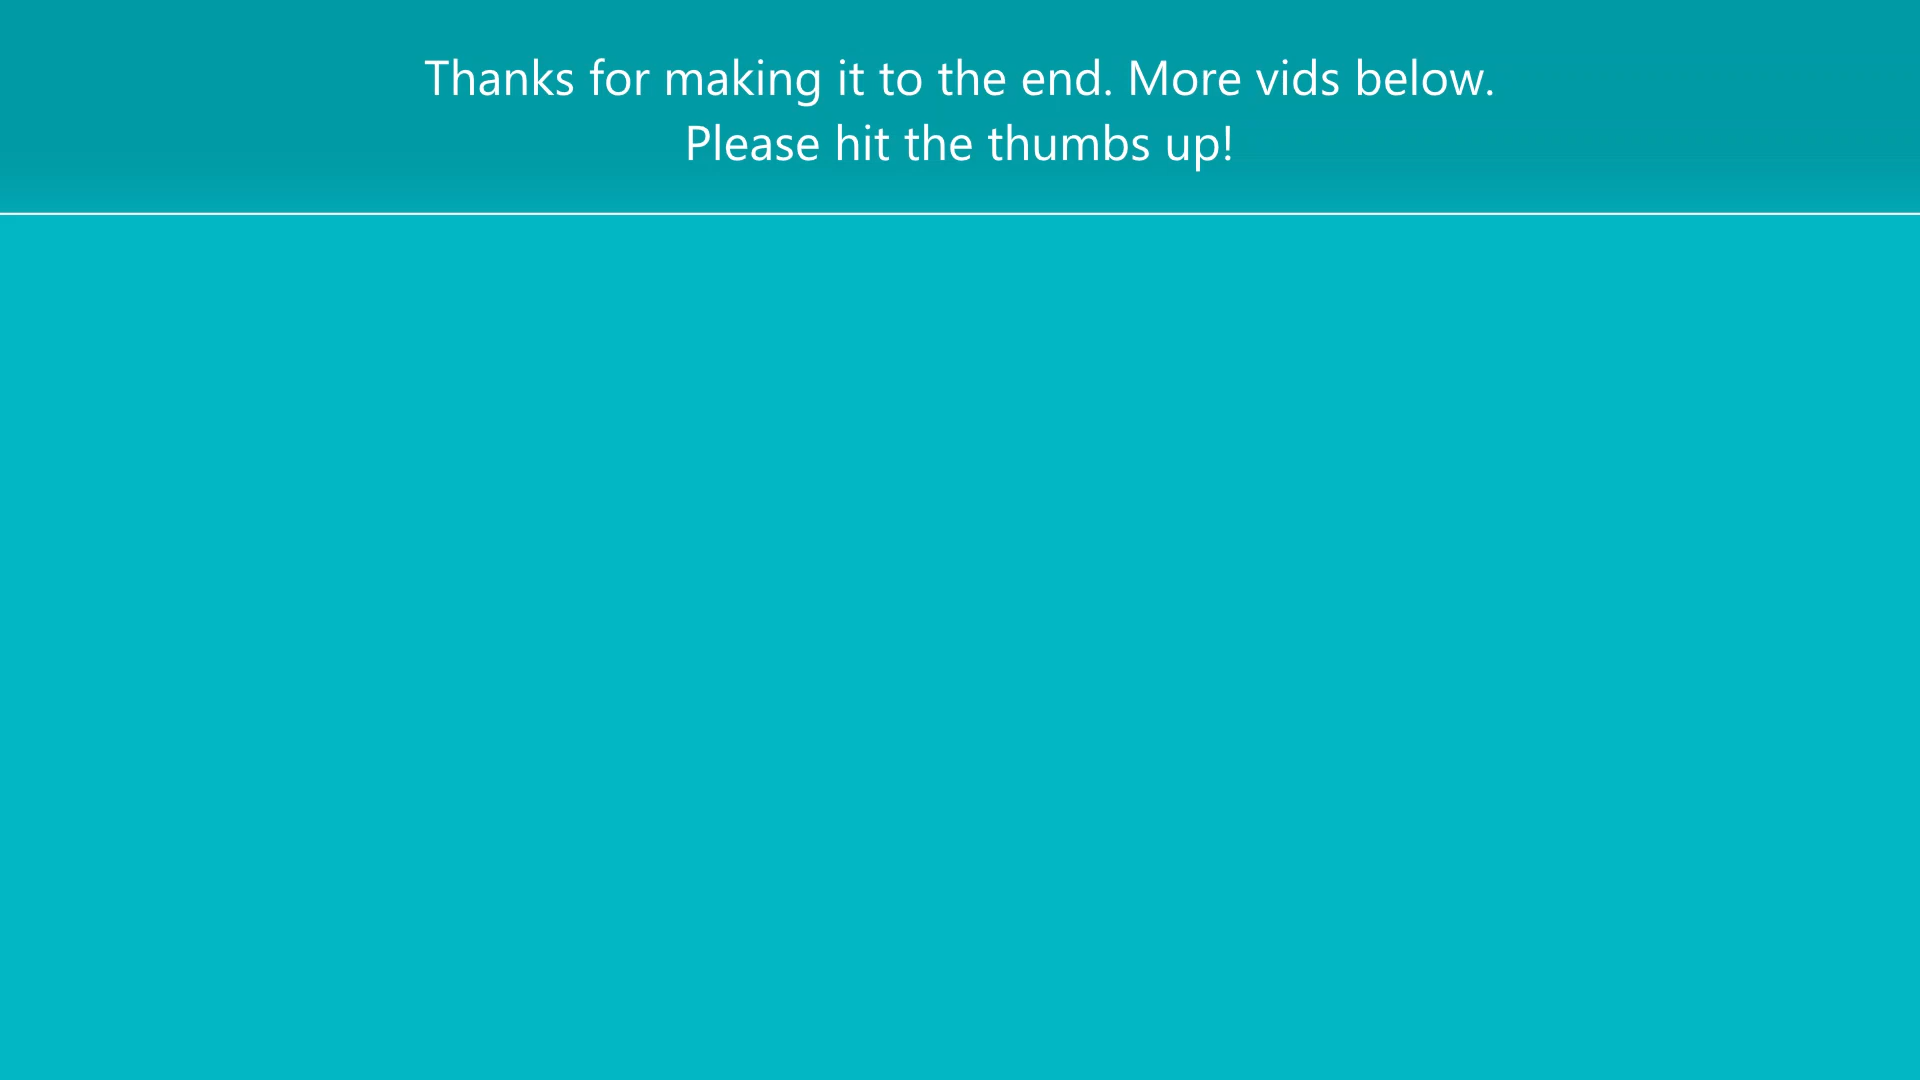 Thanks for making it to the end. More vids below.
Please hit the thumbs up!